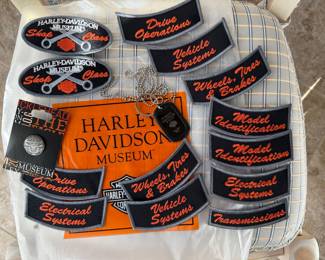 HARLEY-DAVIDSON
MUSEUM
Shop Class
HARLEY-DAVIDSON
MUSEUM
Shop Class
Drive
Operations
Vehicle
Systems
Wheels, Tires
& Brakes
Model
Identification
Model
Identification
Electrical
Systems
Transmissions
HARLEY
DAVIDSON
MUSEUM
MUSEUM
Drive
Operations
Electrical
Systems
Wheels, Tires
& Brakes
Vehicle
Systems